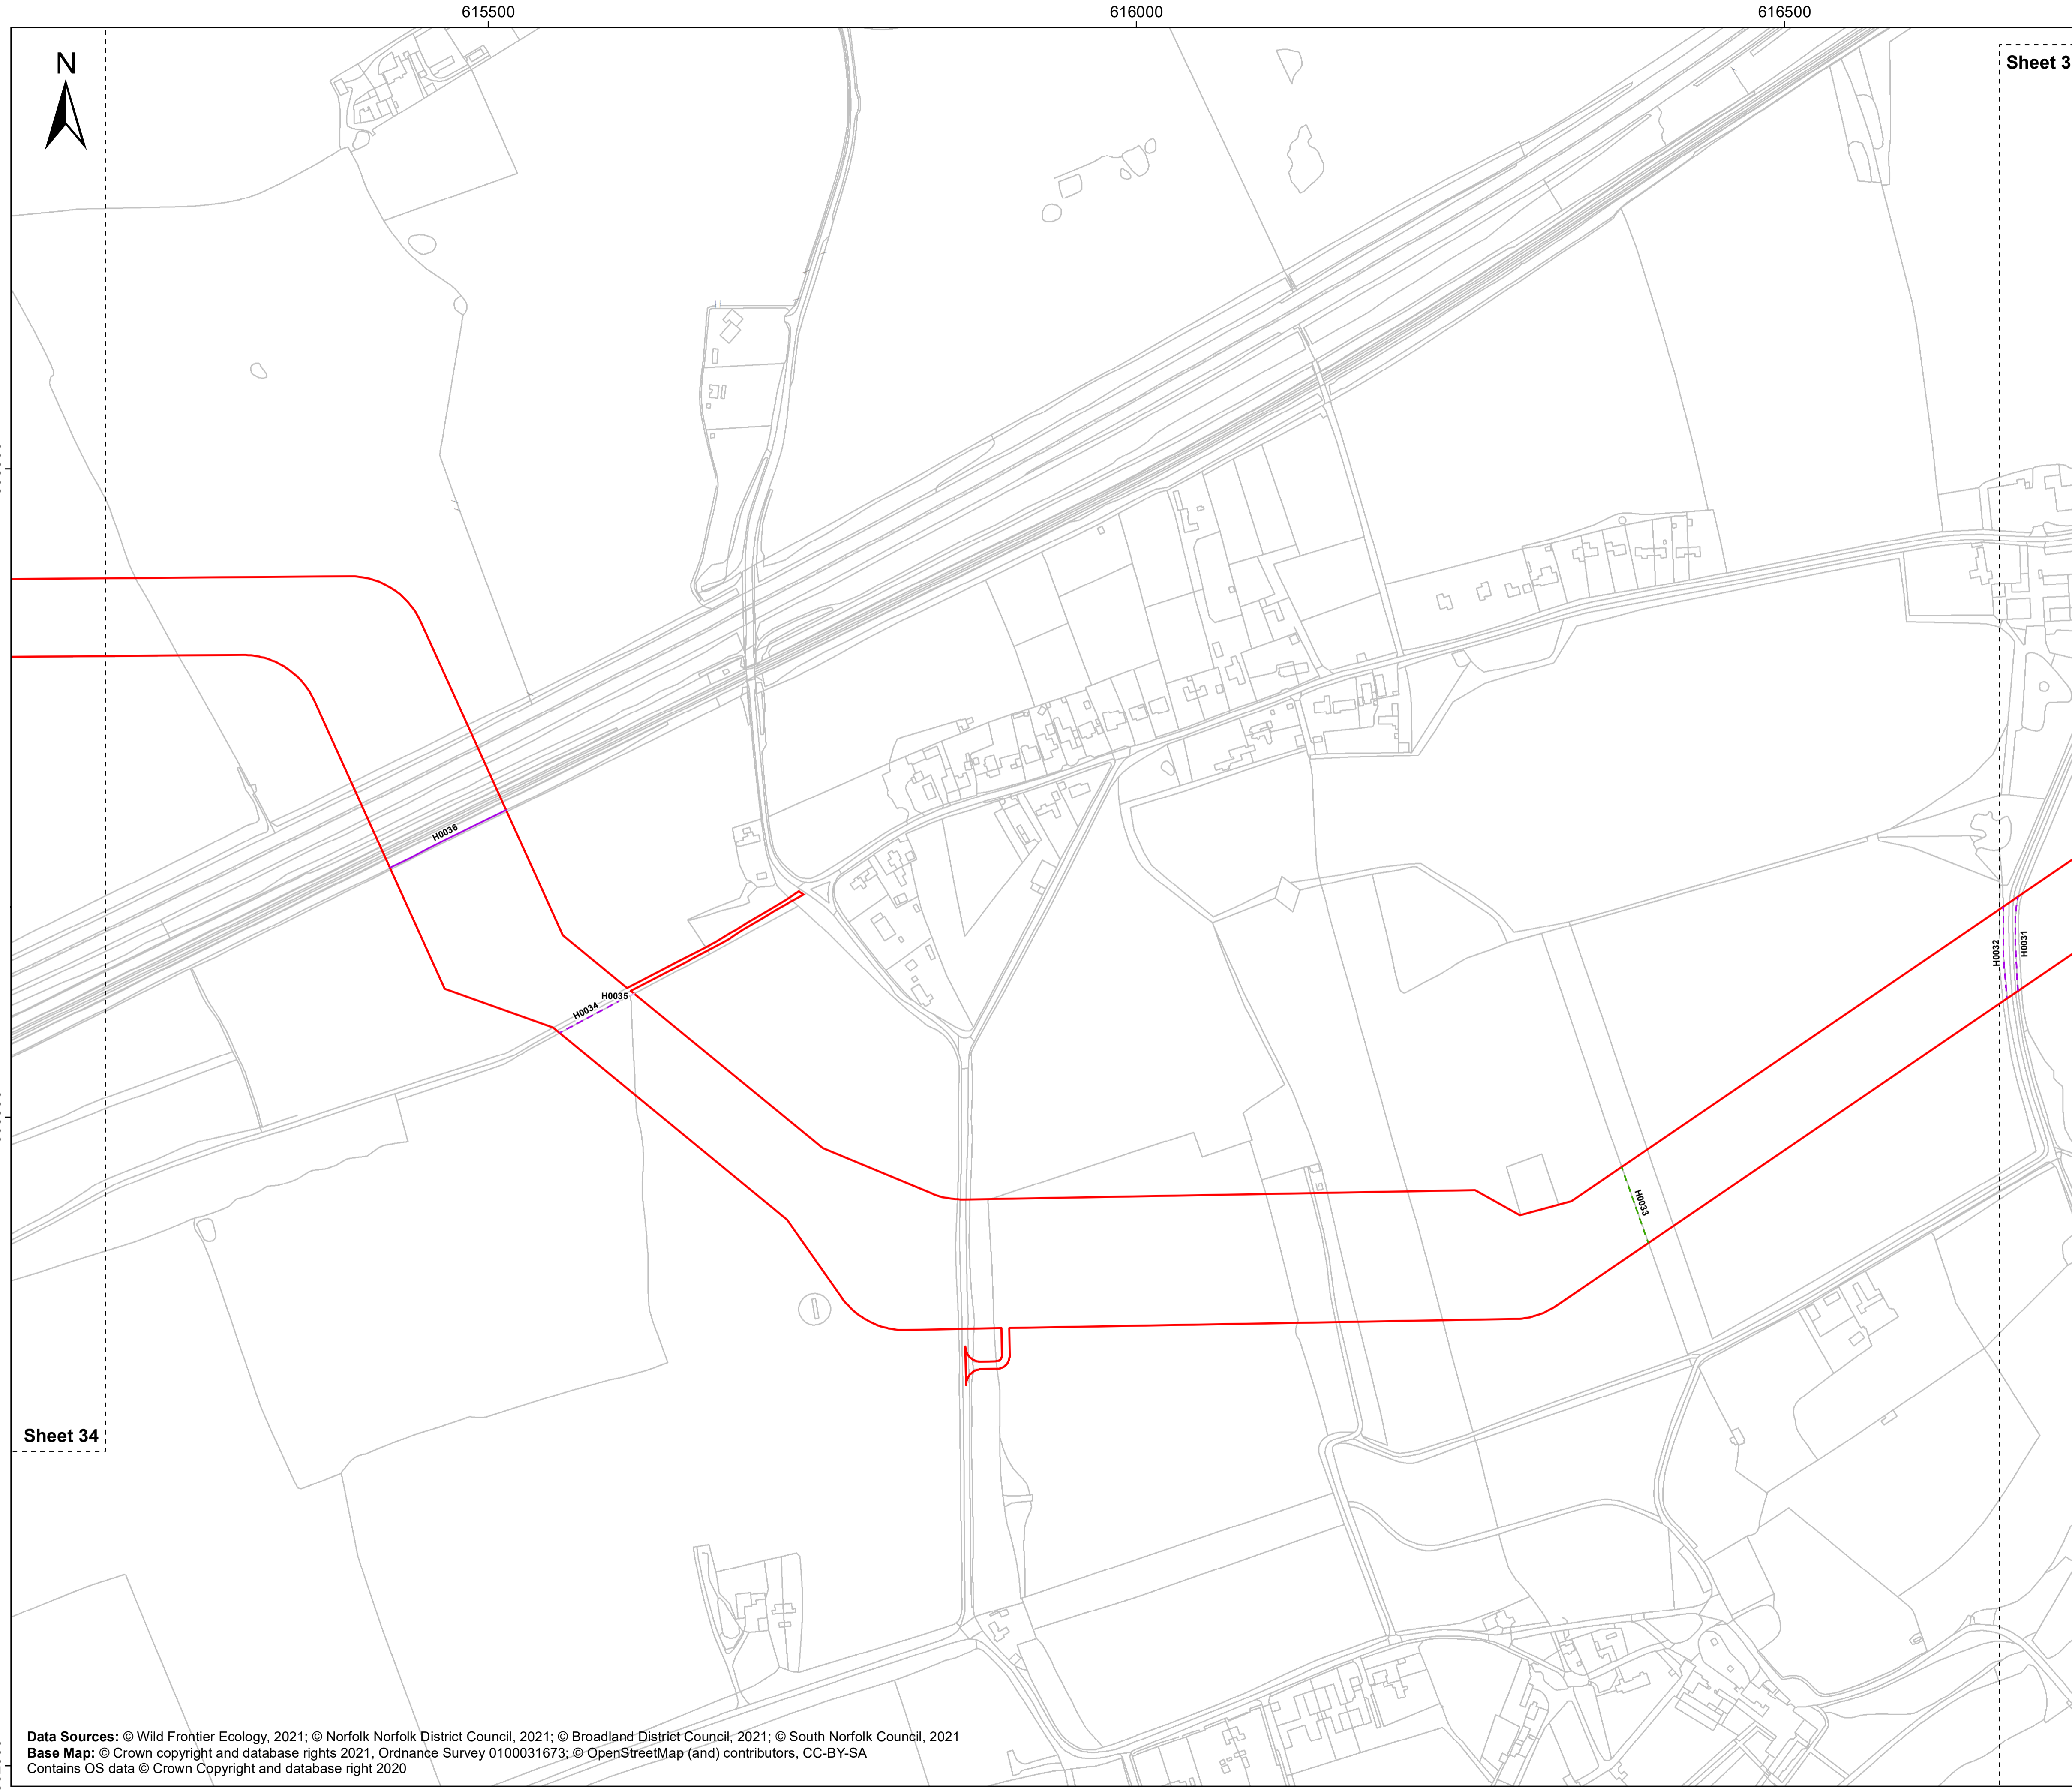 615500
616000
616500
N
Sheet 3
H0036
H0035
H0034
H0032
H0031
H0033
Sheet 34
Data Sources: © Wild Frontier Ecology, 2021; © Norfolk Norfolk District Council, 2021; © Broadland District Council, 2021; © South Norfolk Council, 2021
Base Map: © Crown copyright and database rights 2021, Ordnance Survey 0100031673; © OpenStreetMap (and) contributors, CC-BY-SA
Contains OS data © Crown Copyright and database right 2020